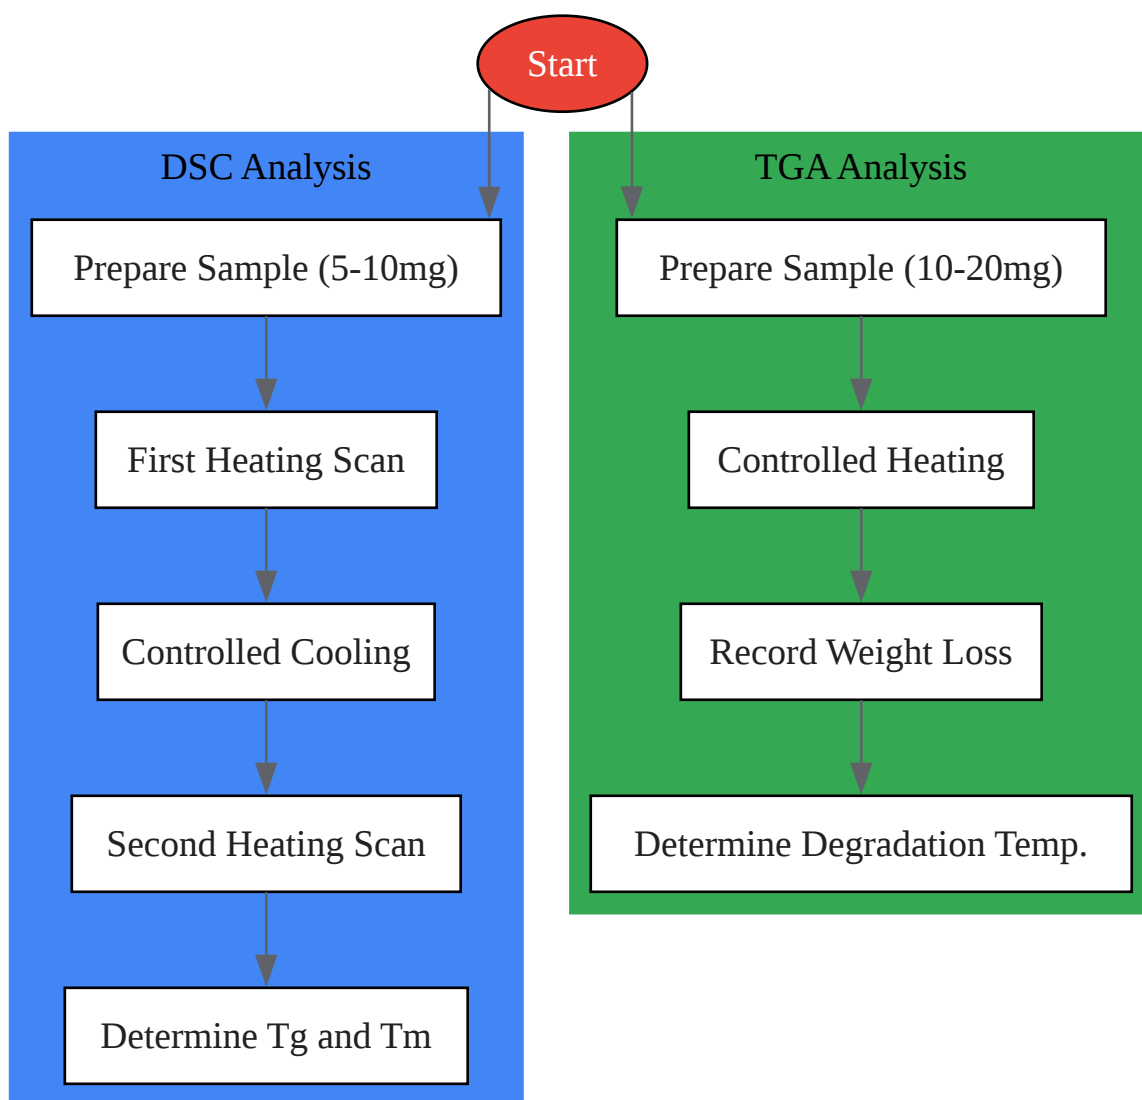 Start
DSC Analysis
Prepare Sample (5-10mg)
First Heating Scan
Controlled Cooling
Second Heating Scan
Determine Tg and Tm
TGA Analysis
Prepare Sample (10-20mg)
Controlled Heating
Record Weight Loss
Determine Degradation Temp.